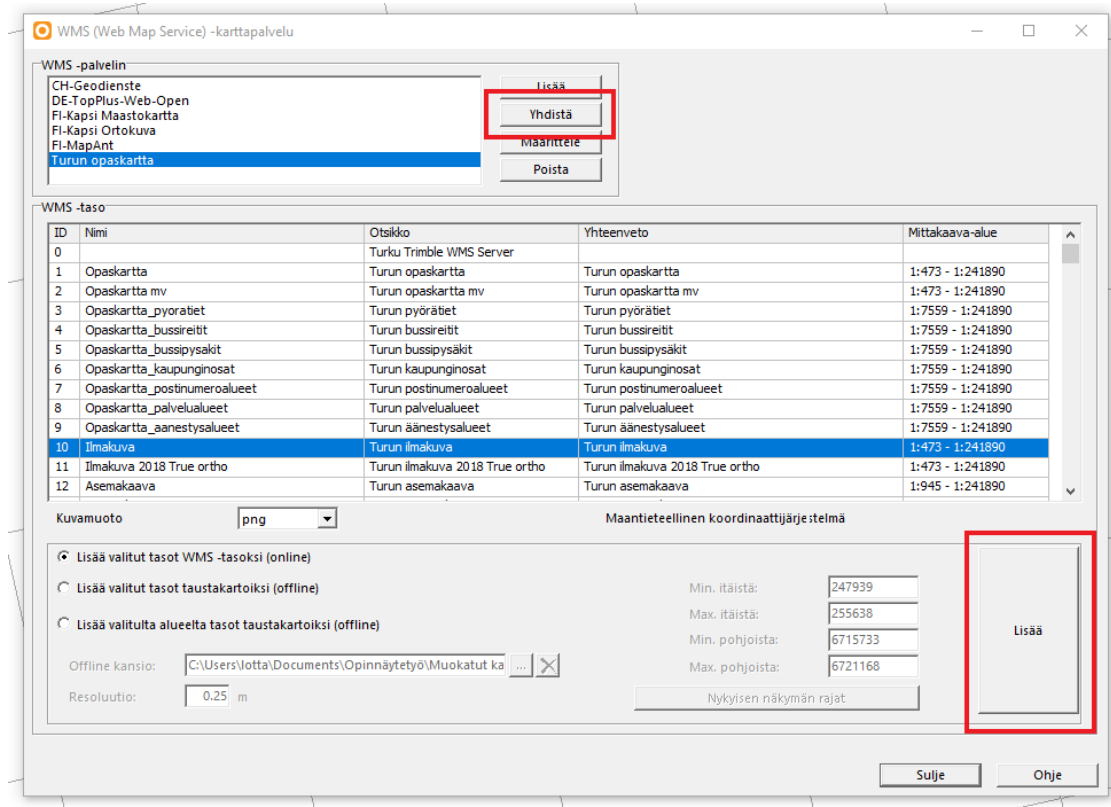 WMS (Web Map Service) -karttapalvelu
WMS -palvelin
CH-Geodienste
DE-TopPlus-Web-Open
FI-Kapsi Maastokartta
FI-Kapsi Ortokuva
FI-MapAnt
Turun opaskartta
Lisää
Yhdistä
Määrittele
Poista
WMS -taso
ID Nimi Otsikko Yhteenveto Mittakaava-alue
0 Turku Trimble WMS Server
1 Opaskartta Turun opaskartta Turun opaskartta 1:473 - 1:241890
2 Opaskartta mv Turun opaskartta mv Turun opaskartta mv 1:473 - 1:241890
3 Opaskartta_pyoratiet Turun pyörätiet Turun pyörätiet 1:7559 - 1:241890
4 Opaskartta_bussireitit Turun bussireitit Turun bussireitit 1:7559 - 1:241890
5 Opaskartta_bussipysakit Turun bussipysäkit Turun bussipysäkit 1:7559 - 1:241890
6 Opaskartta_kaupunginosat Turun kaupunginosat Turun kaupunginosat 1:7559 - 1:241890
7 Opaskartta_postinumeroalueet Turun postinumeroalueet Turun postinumeroalueet 1:7559 - 1:241890
8 Opaskartta_palvelualueet Turun palvelualueet Turun palvelualueet 1:7559 - 1:241890
9 Opaskartta_aanestysalueet Turun äänestysalueet Turun äänestysalueet 1:7559 - 1:241890
10 Ilmakuva Turun ilmakuva Turun ilmakuva 1:473 - 1:241890
11 Ilmakuva 2018 True ortho Turun ilmakuva 2018 True ortho Turun ilmakuva 2018 True ortho 1:473 - 1:241890
12 Asemakaava Turun asemakaava Turun asemakaava 1:945 - 1:241890
Kuvamuoto png Maantieteellinen koordinaattijärjestelmä
Lisää valitut tasot WMS -tasoksi (online)
Lisää valitut tasot taustakartoiksi (offline)
Lisää valitulta alueelta tasot taustakartoiksi (offline)
Offline kansio: C:\Users\lotta\Documents\Opinnäytetyö\Muokatut ka ...
Resoluutio: 0.25 m
Min. itäistä: 247939
Max. itäistä: 255638
Min. pohjoista: 6715733
Max. pohjoista: 6721168
Nykyisen näkymän rajat
Lisää
Sulje Ohje